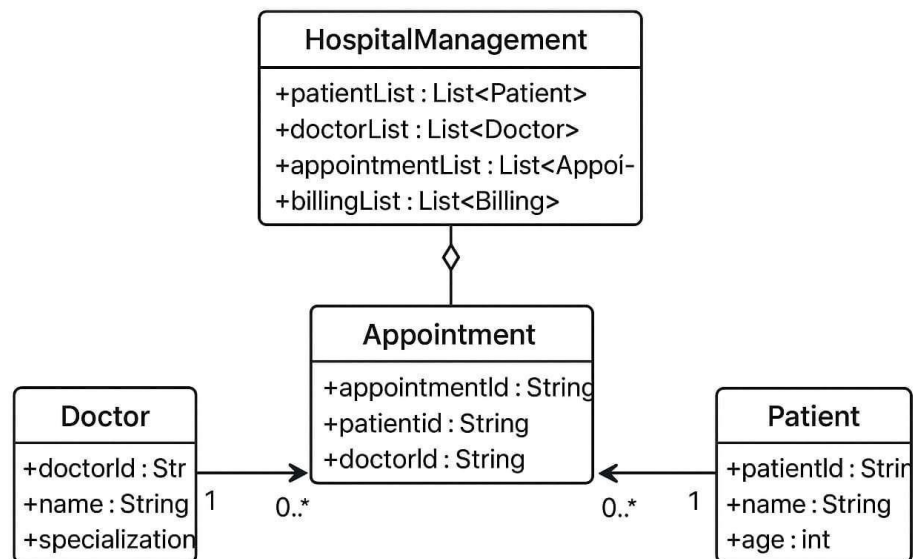 HospitalManagement
+patientList : List<Patient>
+doctorList : List<Doctor>
+appointmentList : List<Appoí-
+billingList : List<Billing>
Appointment
+appointmentId : String
+patientid : String
+doctorId : String
Doctor
+doctorId : Str
+name : String
+specialization
1
0..*
Patient
+patientId : Strin
+name : String
+age : int
0..*
1